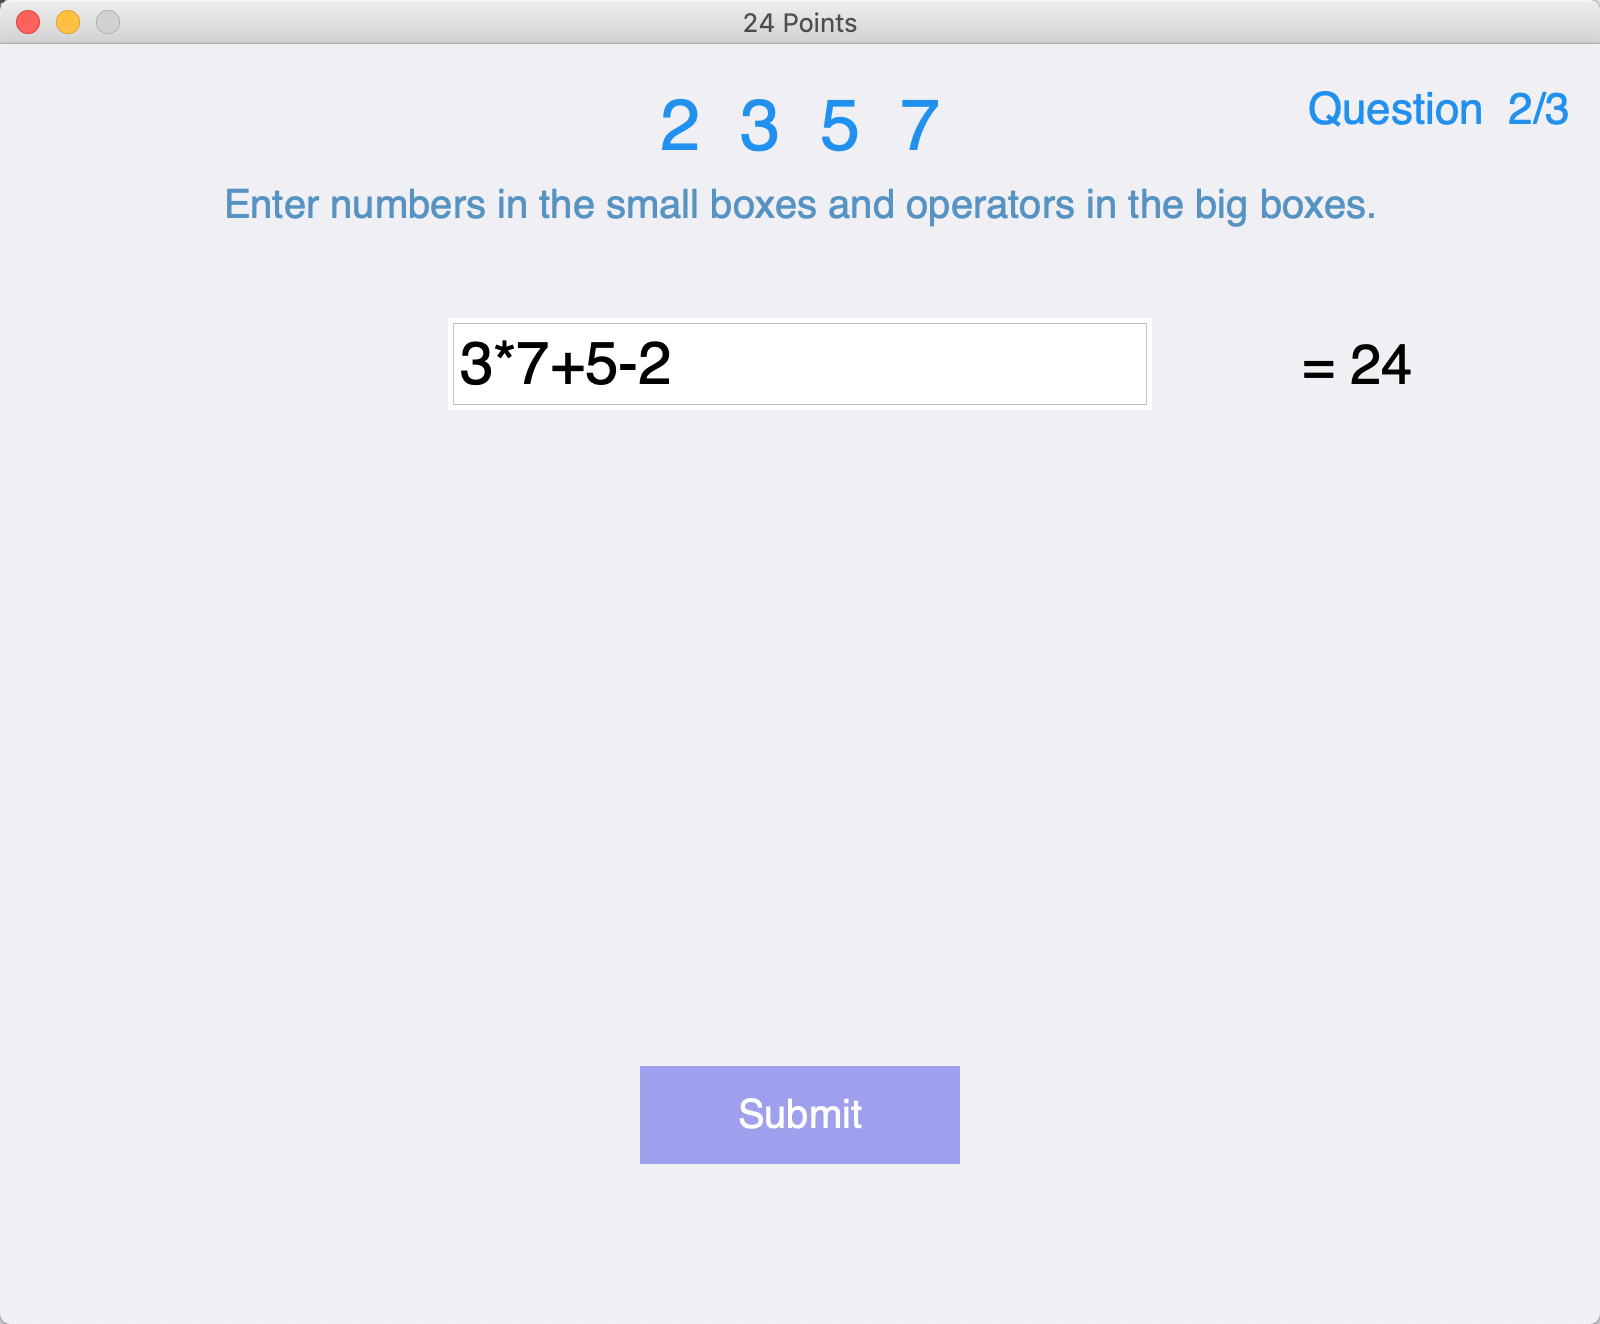 24 Points
2 3 5 7
Question 2/3
Enter numbers in the small boxes and operators in the big boxes.
3*7+5-2 = 24
Submit